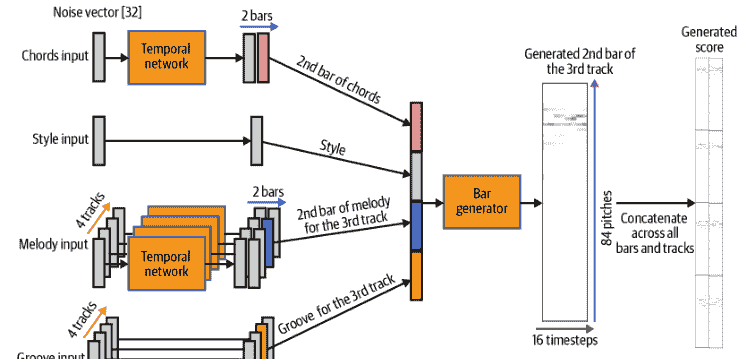 Noise vector [32]
Chords input
Temporal
network
2 bars
2nd bar of chords
Generated 2nd bar of
the 3rd track
Generated
score
Style input
Style
4 tracks
Melody input
Temporal
network
2 bars
2nd bar of melody
for the 3rd track
Bar
generator
84 pitches
Concatenate
across all
bars and tracks
4 tracks
Groove input
Groove for the 3rd track
16 timesteps